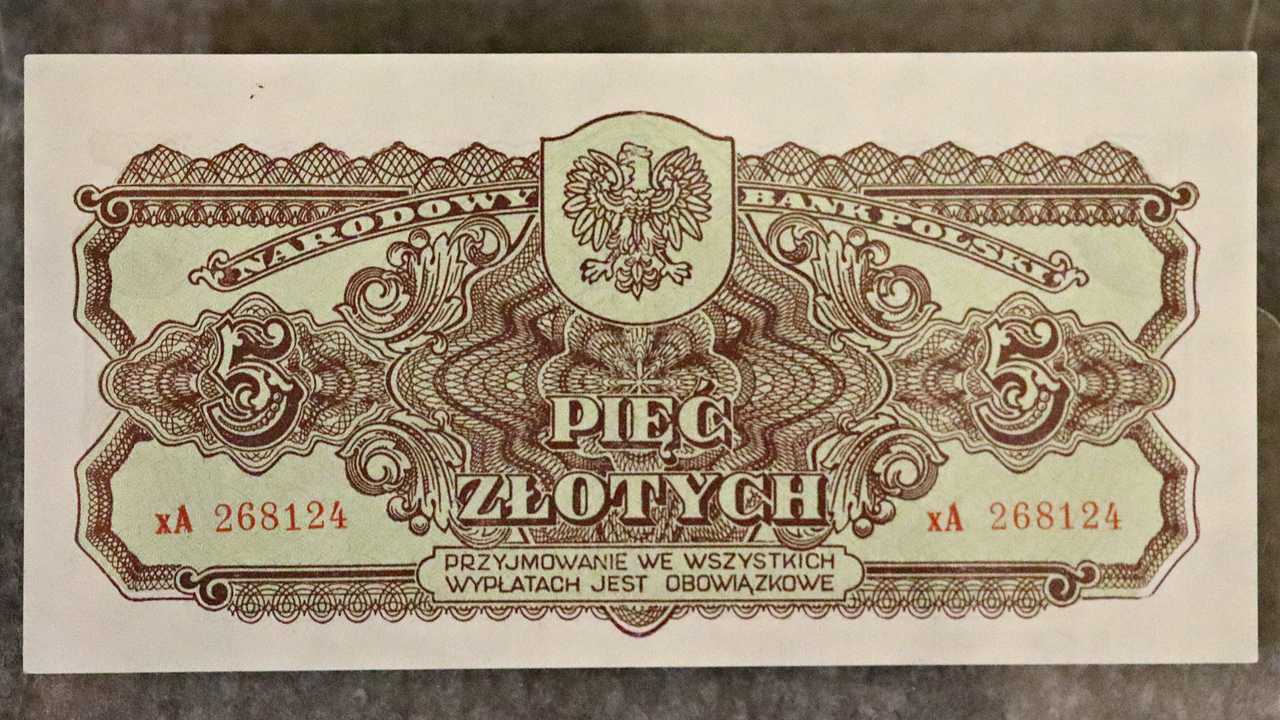 NARODOWY BANK POLSKI
5 5
PIĘĆ
ZŁOTYCH
xA 268124 xA 268124
PRZYJMOWANIE WE WSZYSTKICH
WYPŁATACH JEST OBOWIĄZKOWE